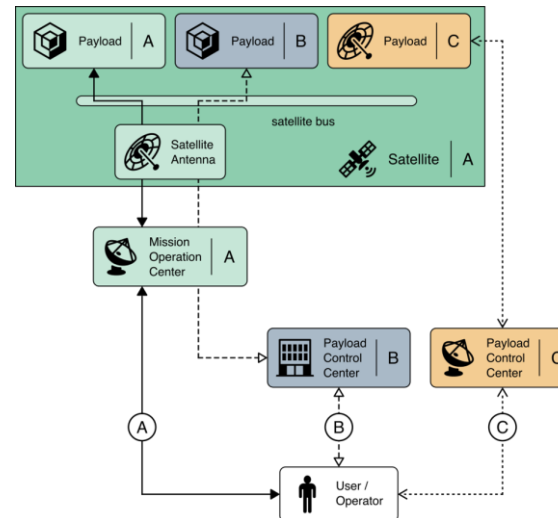 Payload A
Payload B
Payload C
satellite bus
Satellite
Antenna
Satellite A
Mission
Operation
Center
A
Payload
Control
Center
B
Payload
Control
Center
C
A
B
C
User /
Operator